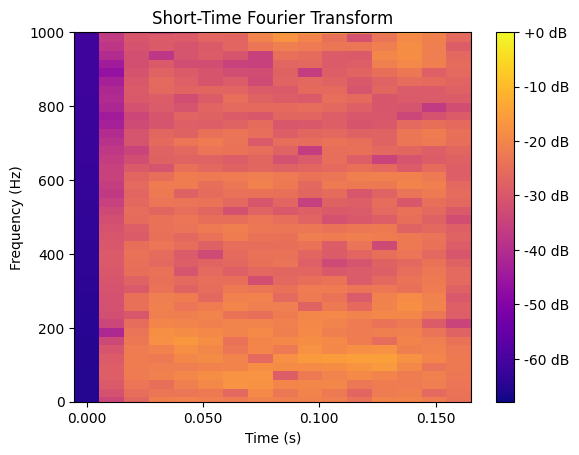 Short-Time Fourier Transform
1000
800
600
400
200
0
Frequency (Hz)
0.000
0.050
0.100
0.150
Time (s)
+0 dB
-10 dB
-20 dB
-30 dB
-40 dB
-50 dB
-60 dB